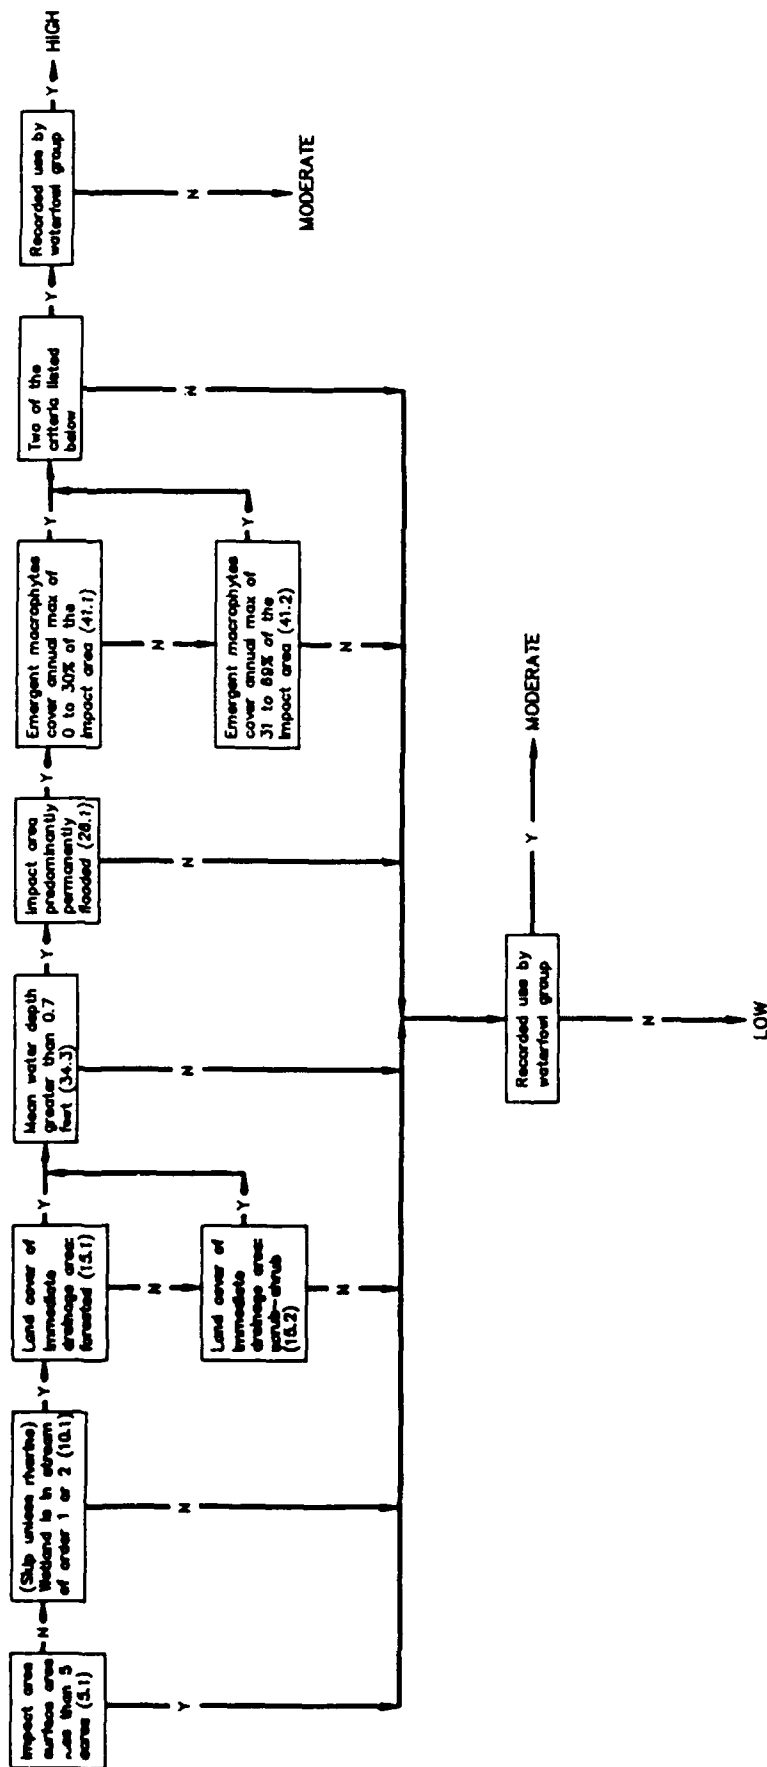 Impact area
surface area
less than 5
acres (5.1)
N
Y
(Skip unless riverine)
Wetland is in stream
of order 1 or 2 (10.1)
Y
N
Land cover of
immediate
drainage area:
forested (15.1)
Y
N
Land cover of
immediate
drainage area:
scrub-shrub
(15.2)
Y
N
Mean water depth
greater than 0.7
feet (34.3)
Y
N
Impact area
predominantly
permanently
flooded (28.1)
Y
N
Emergent macrophytes
cover annual max of
0 to 30% of the
impact area (41.1)
Y
N
Emergent macrophytes
cover annual max of
31 to 69% of the
impact area (41.2)
Y
N
Two of the
criteria listed
below
Y
N
Recorded use by
waterfowl group
Y
HIGH
N
MODERATE
Recorded use by
waterfowl group
Y
MODERATE
N
LOW